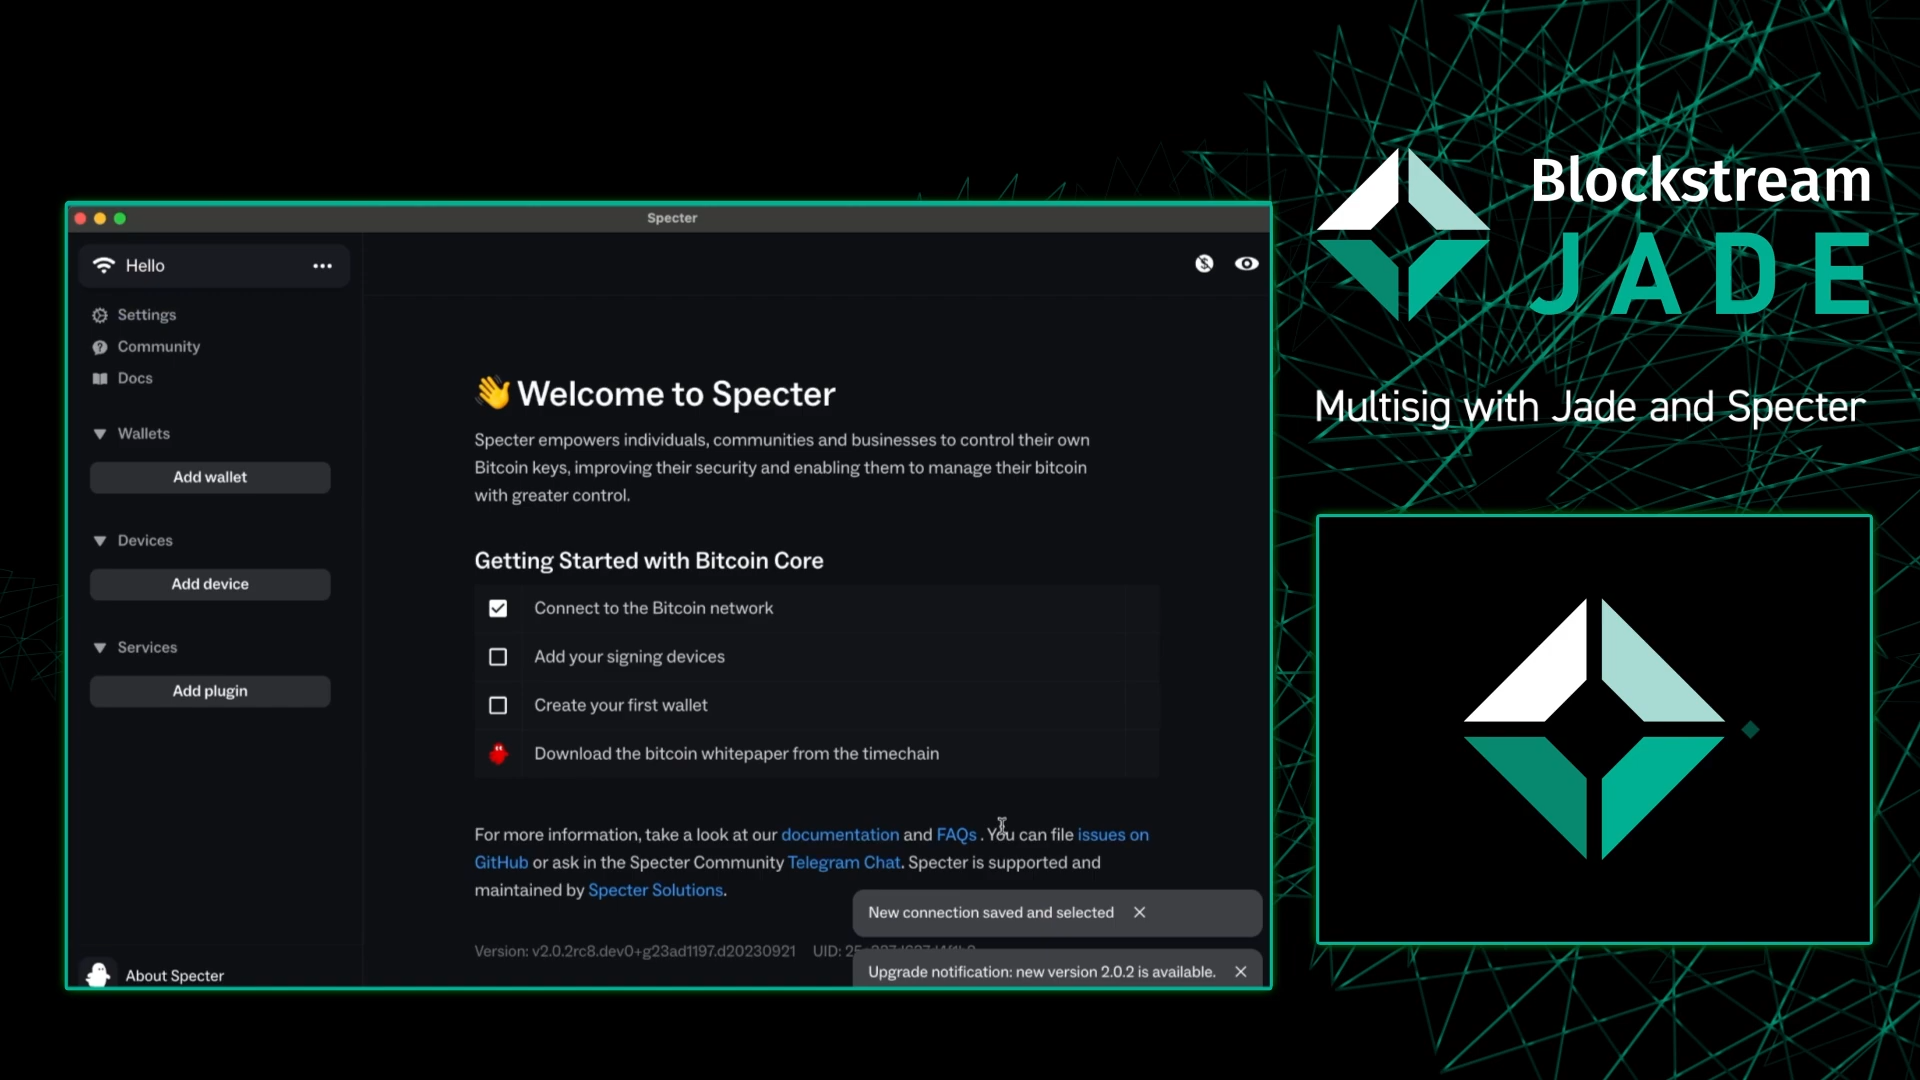 Specter
Hello
Settings
Community
Docs
Wallets
Add wallet
Devices
Add device
Services
Add plugin
About Specter
Welcome to Specter
Specter empowers individuals, communities and businesses to control their own
Bitcoin keys, improving their security and enabling them to manage their bitcoin
with greater control.
Getting Started with Bitcoin Core
Connect to the Bitcoin network
Add your signing devices
Create your first wallet
Download the bitcoin whitepaper from the timechain
For more information, take a look at our documentation and FAQs . You can file issues on
GitHub or ask in the Specter Community Telegram Chat. Specter is supported and
maintained by Specter Solutions.
New connection saved and selected
Version: v2.0.2rc8.dev0+g23ad1197.d20230921 UID:
Upgrade notification: new version 2.0.2 is available.
Blockstream
JADE
Multisig with Jade and Specter